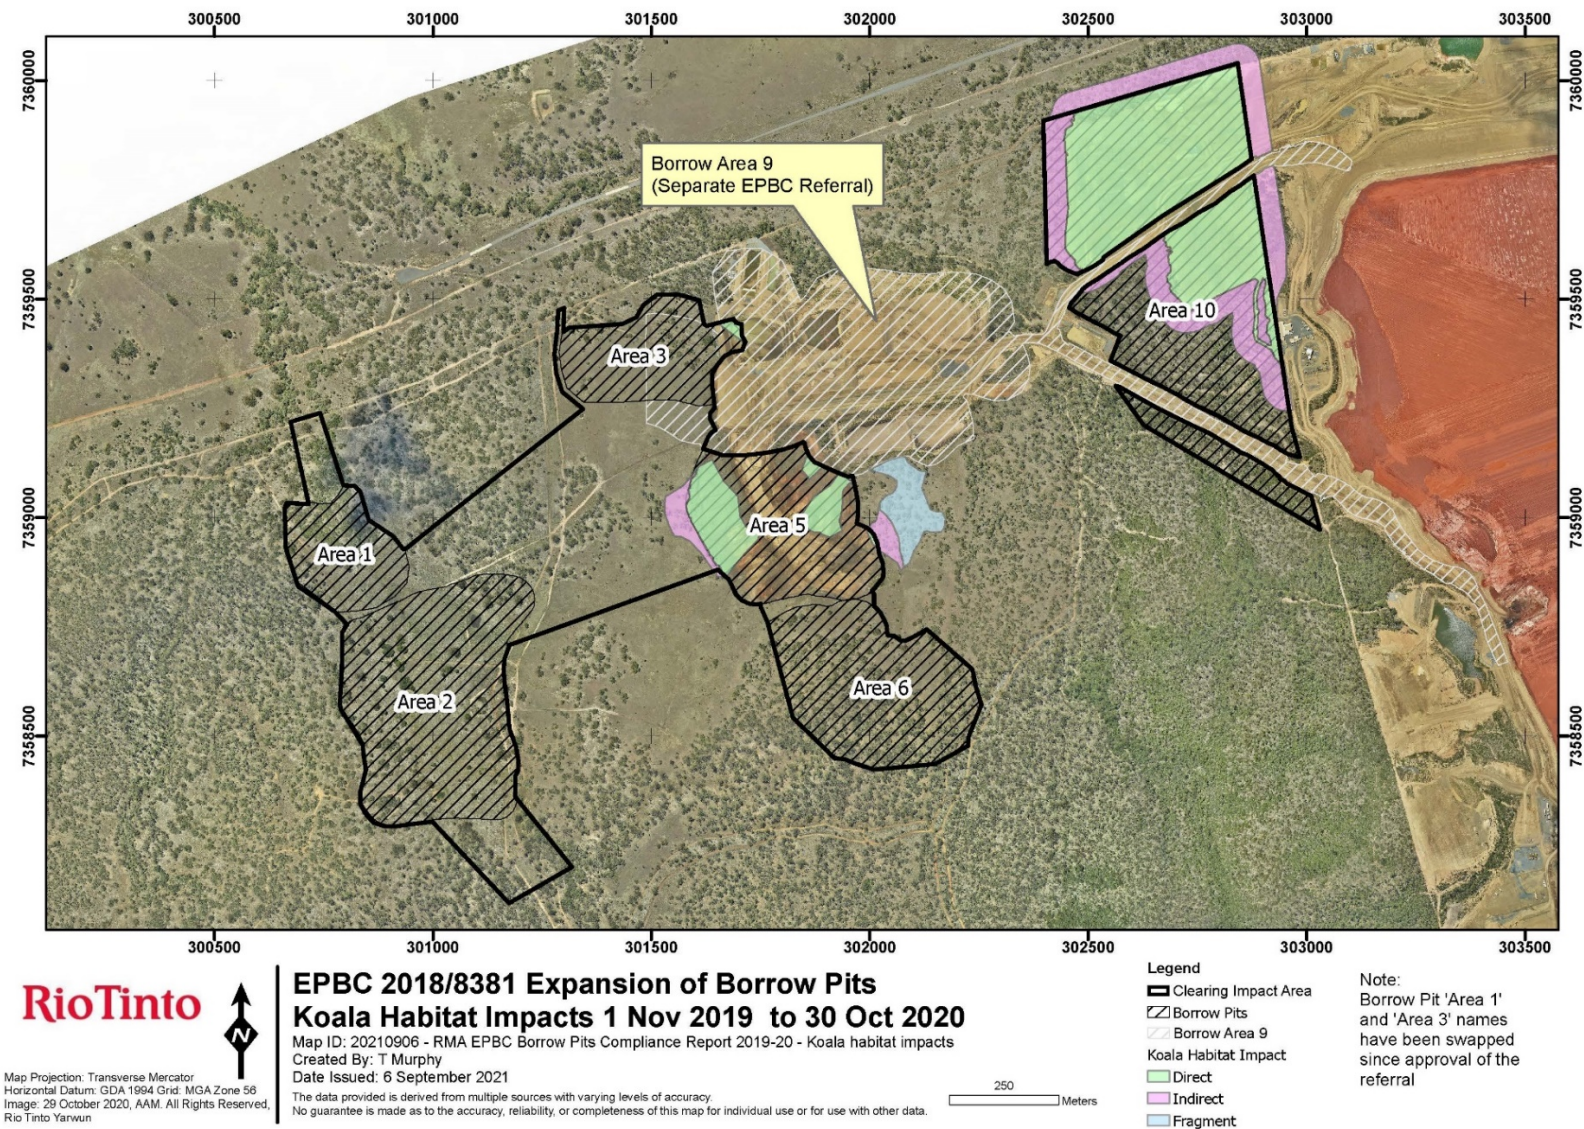 300500 301000 301500 302000 302500 303000 303500
7360000 7360000
Borrow Area 9
(Separate EPBC Referral)
7359500 7359500
Area 10
Area 3
7359000 7359000
Area 5
Area 1
Area 6
Area 2
7358500 7358500
300500 301000 301500 302000 302500 303000 303500
RioTinto
N
Map Projection: Transverse Mercator
Horizontal Datum: GDA 1994 Grid: MGA Zone 56
Image: 29 October 2020, AAM. All Rights Reserved,
Rio Tinto Yarwun
EPBC 2018/8381 Expansion of Borrow Pits
Koala Habitat Impacts 1 Nov 2019 to 30 Oct 2020
Map ID: 20210906 - RMA EPBC Borrow Pits Compliance Report 2019-20 - Koala habitat impacts
Created By: T Murphy
Date Issued: 6 September 2021
The data provided is derived from multiple sources with varying levels of accuracy.
No guarantee is made as to the accuracy, reliability, or completeness of this map for individual use or for use with other data.
250
Meters
Legend
Clearing Impact Area
Borrow Pits
Borrow Area 9
Koala Habitat Impact
Direct
Indirect
Fragment
Note:
Borrow Pit 'Area 1'
and 'Area 3' names
have been swapped
since approval of the
referral